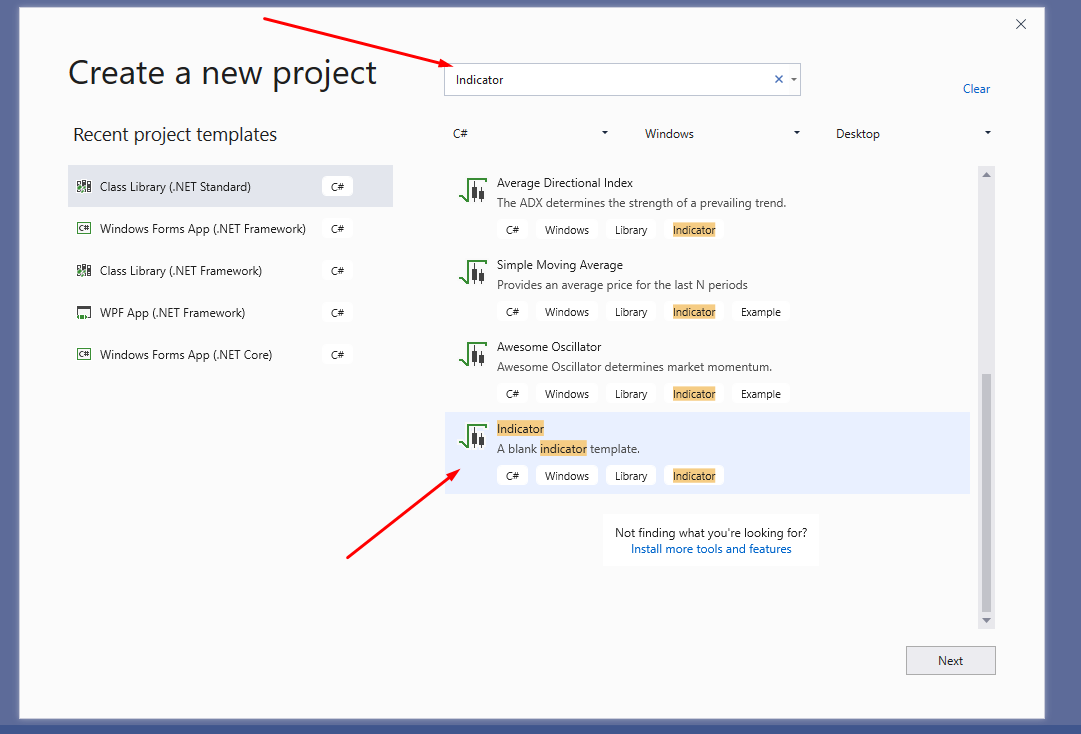 Create a new project
Indicator
Clear
Recent project templates
C#
Windows
Desktop
Class Library (.NET Standard) C#
Windows Forms App (.NET Framework) C#
Class Library (.NET Framework) C#
WPF App (.NET Framework) C#
Windows Forms App (.NET Core) C#
Average Directional Index
The ADX determines the strength of a prevailing trend.
C# Windows Library Indicator
Simple Moving Average
Provides an average price for the last N periods
C# Windows Library Indicator Example
Awesome Oscillator
Awesome Oscillator determines market momentum.
C# Windows Library Indicator Example
Indicator
A blank indicator template.
C# Windows Library Indicator
Not finding what you're looking for?
Install more tools and features
Next